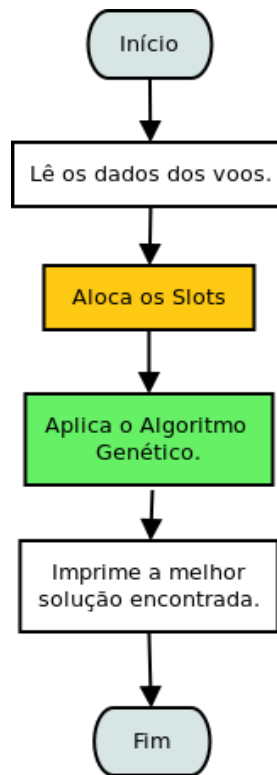 Início
Lê os dados dos voos.
Aloca os Slots
Aplica o Algoritmo
Genético.
Imprime a melhor
solução encontrada.
Fim